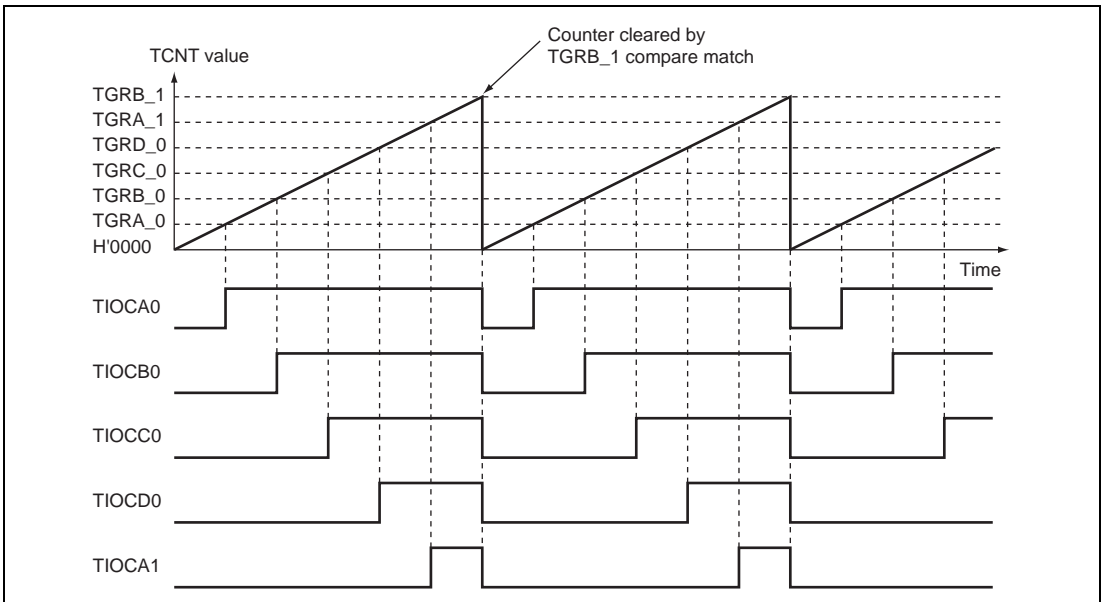 Counter cleared by
TGRB_1 compare match
TCNT value
TGRB_1
TGRA_1
TGRD_0
TGRC_0
TGRB_0
TGRA_0
H'0000
Time
TIOCA0
TIOCB0
TIOCC0
TIOCD0
TIOCA1